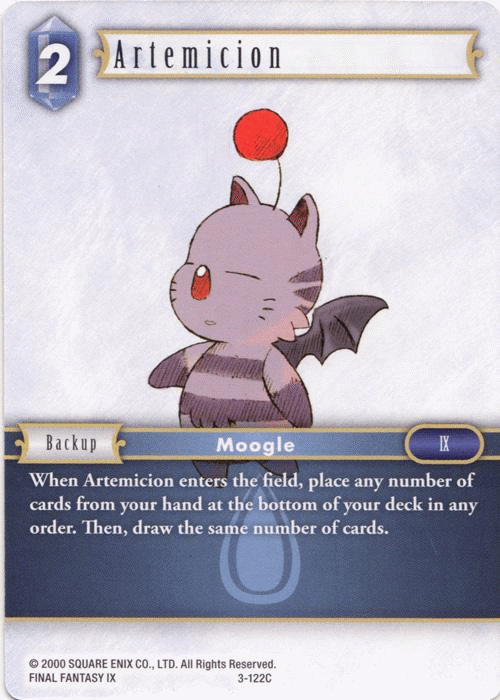 2
Artemicion
Backup
Moogle
IX
When Artemicion enters the field, place any number of
cards from your hand at the bottom of your deck in any
order. Then, draw the same number of cards.
© 2000 SQUARE ENIX CO., LTD. All Rights Reserved.
FINAL FANTASY IX
3-122C